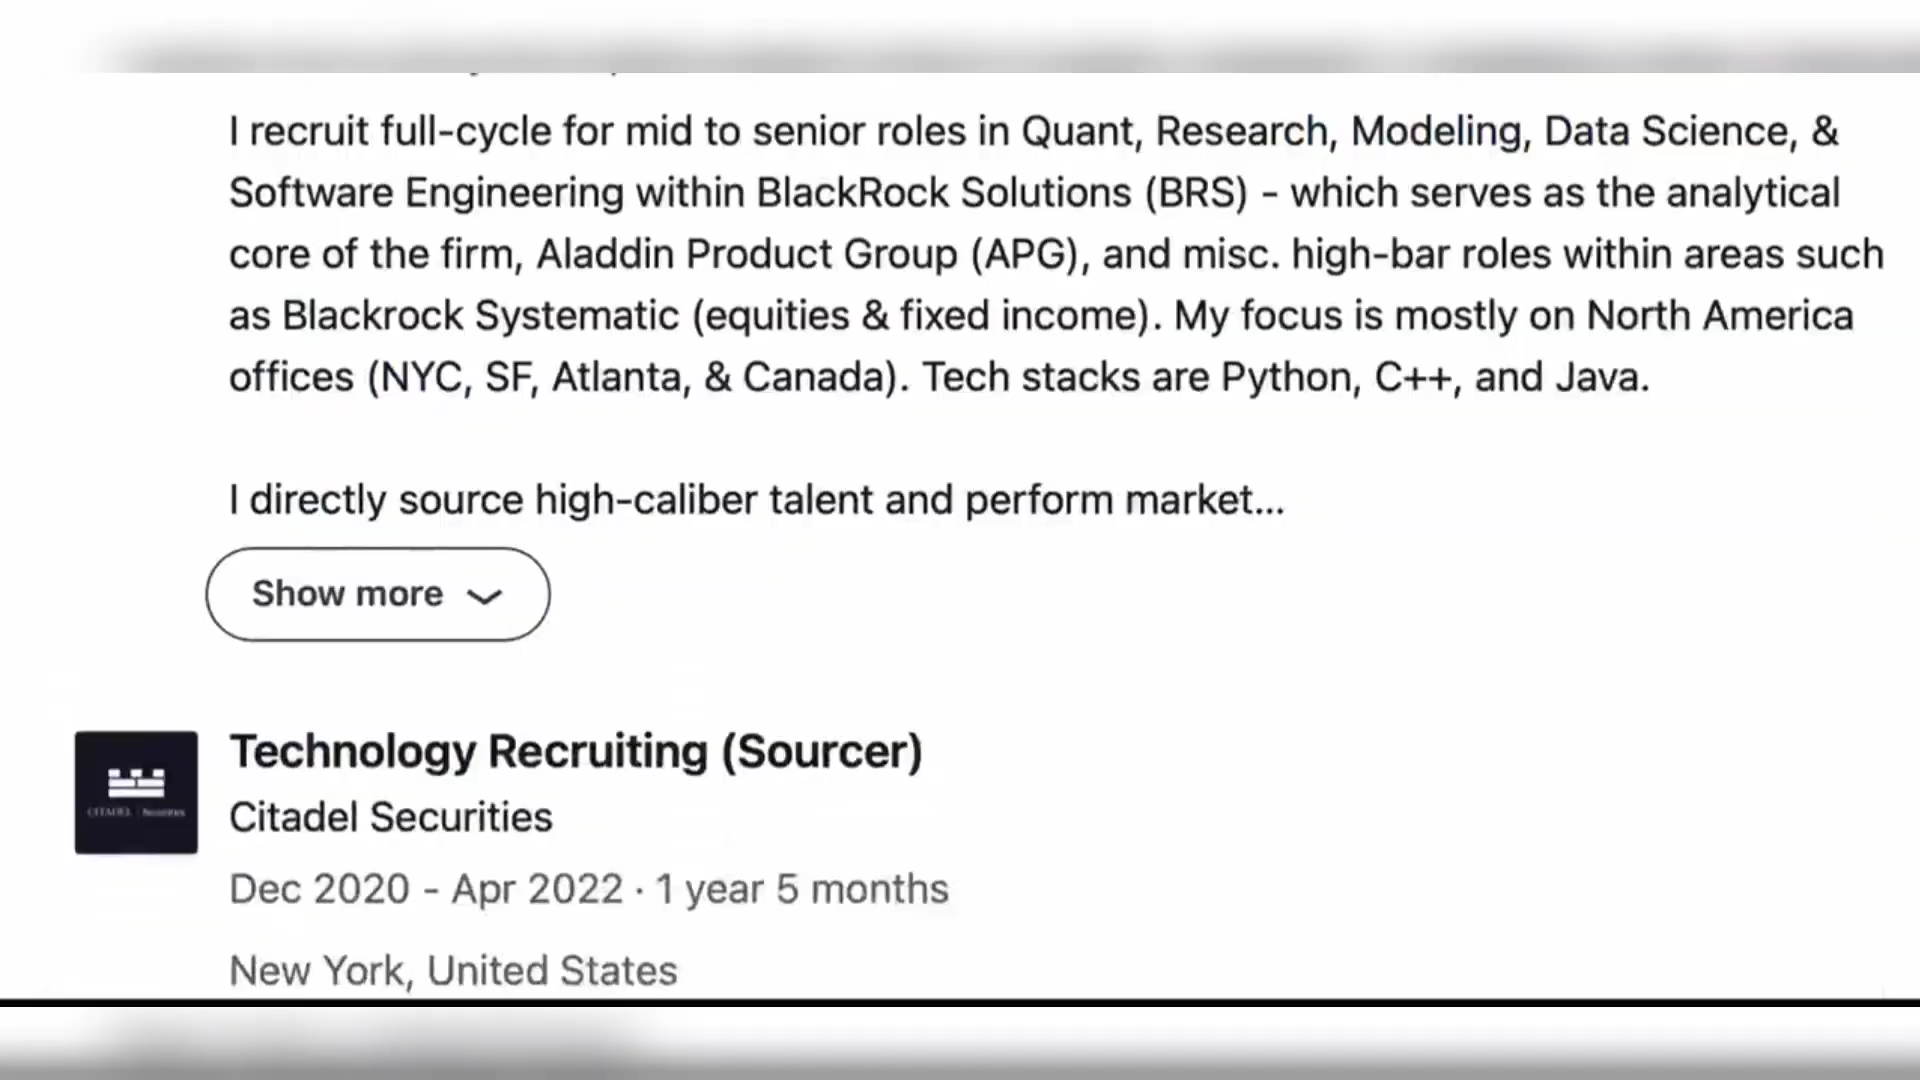 I recruit full-cycle for mid to senior roles in Quant, Research, Modeling, Data Science, &
Software Engineering within BlackRock Solutions (BRS) - which serves as the analytical
core of the firm, Aladdin Product Group (APG), and misc. high-bar roles within areas such
as Blackrock Systematic (equities & fixed income). My focus is mostly on North America
offices (NYC, SF, Atlanta, & Canada). Tech stacks are Python, C++, and Java.
I directly source high-caliber talent and perform market...
Show more
Technology Recruiting (Sourcer)
CITADEL Securities
Citadel Securities
Dec 2020 - Apr 2022 · 1 year 5 months
New York, United States